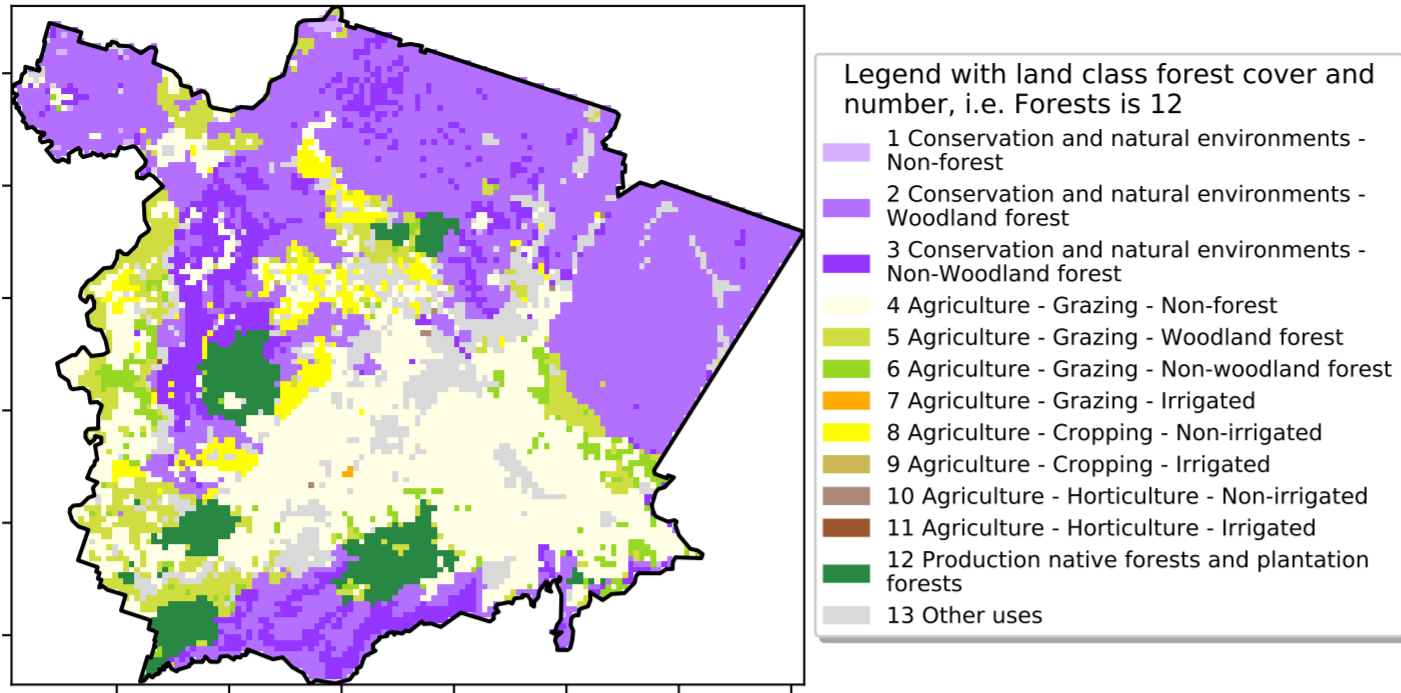 Legend with land class forest cover and
number, i.e. Forests is 12
1 Conservation and natural environments -
Non-forest
2 Conservation and natural environments -
Woodland forest
3 Conservation and natural environments -
Non-Woodland forest
4 Agriculture - Grazing - Non-forest
5 Agriculture - Grazing - Woodland forest
6 Agriculture - Grazing - Non-woodland forest
7 Agriculture - Grazing - Irrigated
8 Agriculture - Cropping - Non-irrigated
9 Agriculture - Cropping - Irrigated
10 Agriculture - Horticulture - Non-irrigated
11 Agriculture - Horticulture - Irrigated
12 Production native forests and plantation
forests
13 Other uses